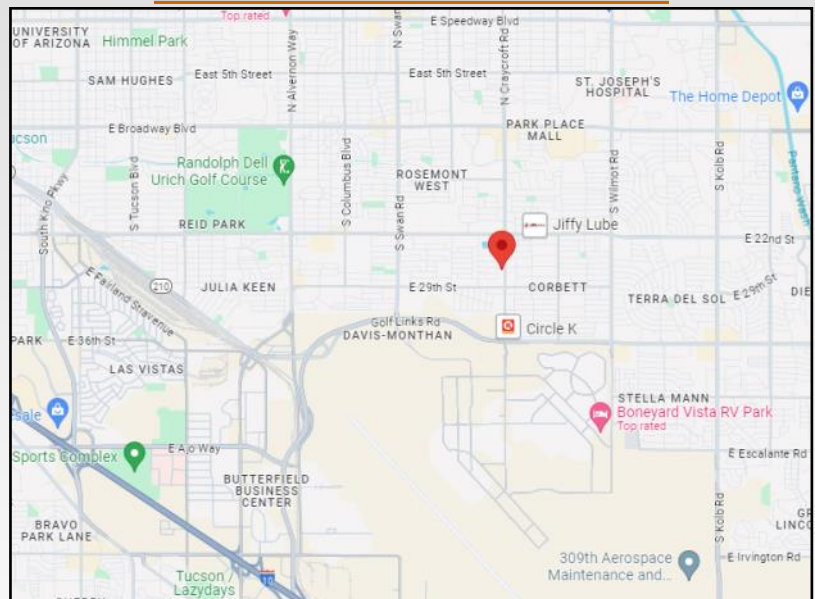 Top rated
E Speedway Blvd
UNIVERSITY
OF ARIZONA
Himmel Park
N Alvernon Way
N Swan
N Craycroft Rd
East 5th Street
East 5th Street
SAM HUGHES
ST. JOSEPH'S
HOSPITAL
The Home Depot
E Broadway Blvd
PARK PLACE
MALL
ucson
Randolph Dell
Urich Golf Course
S Tucson Blvd
S Columbus Blvd
ROSEMONT
WEST
S Wilmot Rd
S Kolb Rd
Pantano Wash
South Kino Pkwy
REID PARK
S Swan Rd
Jiffy Lube
E 22nd St
E Fairland Stravenue
210
JULIA KEEN
E 29th St
CORBETT
TERRA DEL SOL
E 29th St
DIE
Golf Links Rd
DAVIS-MONTHAN
Circle K
PARK
E 36th St
LAS VISTAS
STELLA MANN
Boneyard Vista RV Park
Top rated
sale
Sports Complex
E Ajo Way
E Escalante Rd
BUTTERFIELD
BUSINESS
CENTER
S Kolb Rd
BRAVO
PARK LANE
GR
LINCO
309th Aerospace
Maintenance and...
E Irvington Rd
Tucson /
Lazydays
10